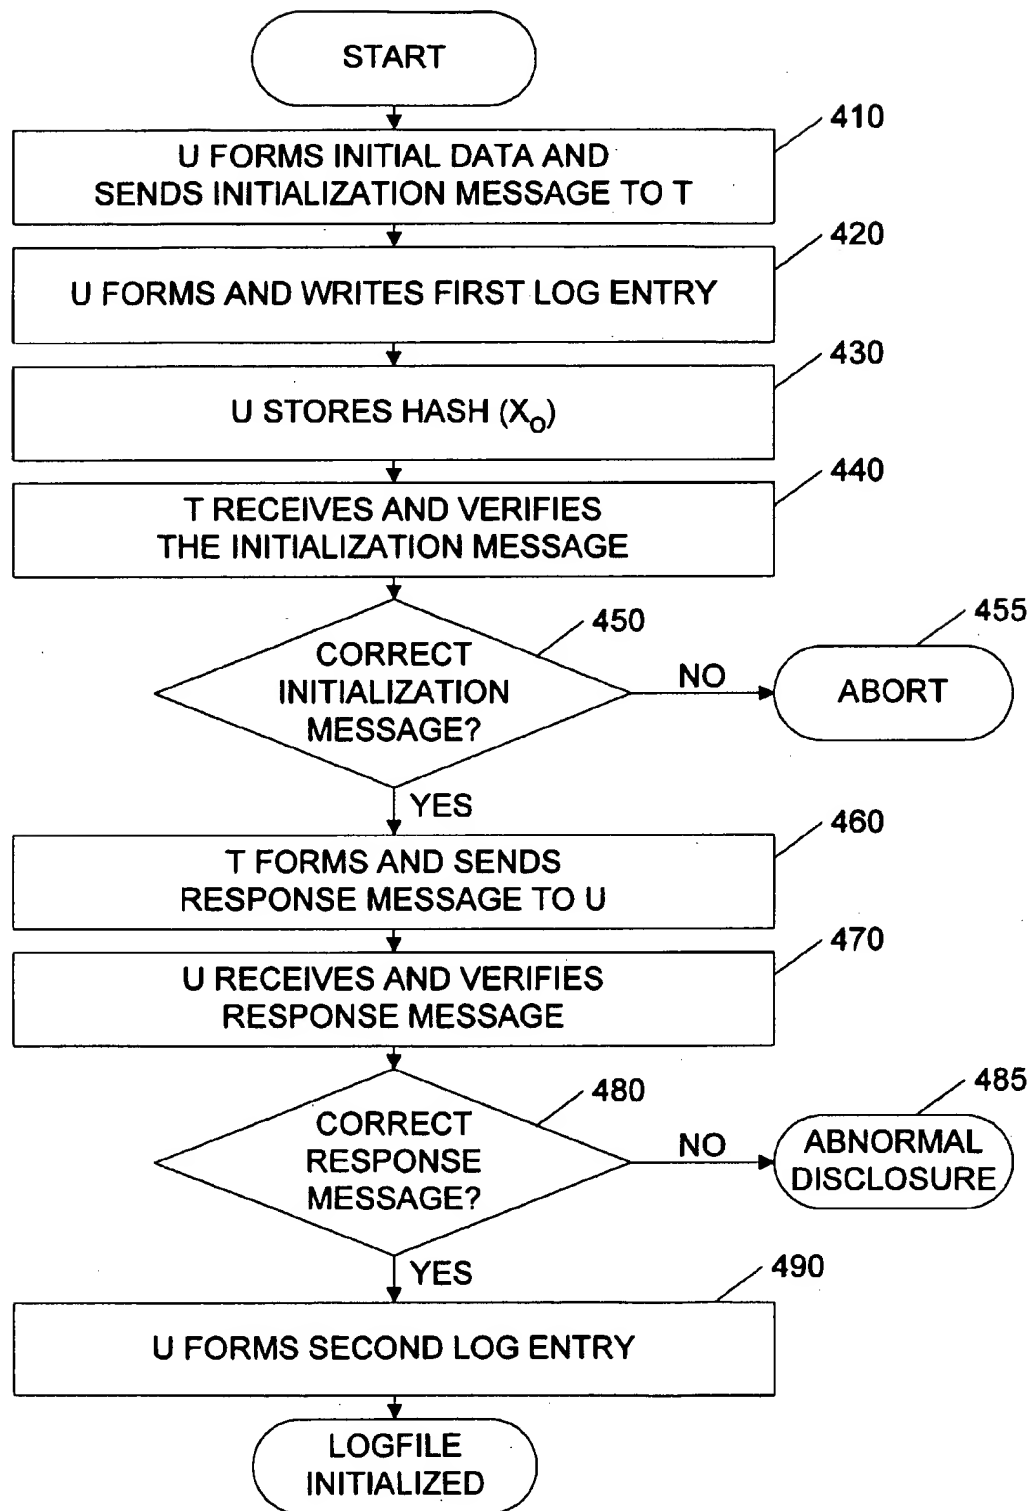 START
410
U FORMS INITIAL DATA AND
SENDS INITIALIZATION MESSAGE TO T
420
U FORMS AND WRITES FIRST LOG ENTRY
430
U STORES HASH (X₀)
440
T RECEIVES AND VERIFIES
THE INITIALIZATION MESSAGE
450
CORRECT
INITIALIZATION
MESSAGE?
NO
455
ABORT
YES
460
T FORMS AND SENDS
RESPONSE MESSAGE TO U
470
U RECEIVES AND VERIFIES
RESPONSE MESSAGE
480
CORRECT
RESPONSE
MESSAGE?
NO
485
ABNORMAL
DISCLOSURE
YES
490
U FORMS SECOND LOG ENTRY
LOGFILE
INITIALIZED